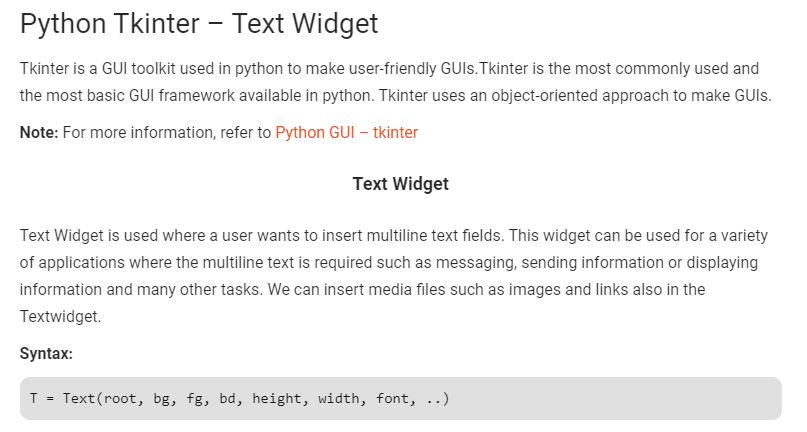 Python Tkinter – Text Widget
Tkinter is a GUI toolkit used in python to make user-friendly GUIs.Tkinter is the most commonly used and
the most basic GUI framework available in python. Tkinter uses an object-oriented approach to make GUIs.
Note: For more information, refer to Python GUI – tkinter
Text Widget
Text Widget is used where a user wants to insert multiline text fields. This widget can be used for a variety
of applications where the multiline text is required such as messaging, sending information or displaying
information and many other tasks. We can insert media files such as images and links also in the
Textwidget.
Syntax:
T = Text(root, bg, fg, bd, height, width, font, ..)